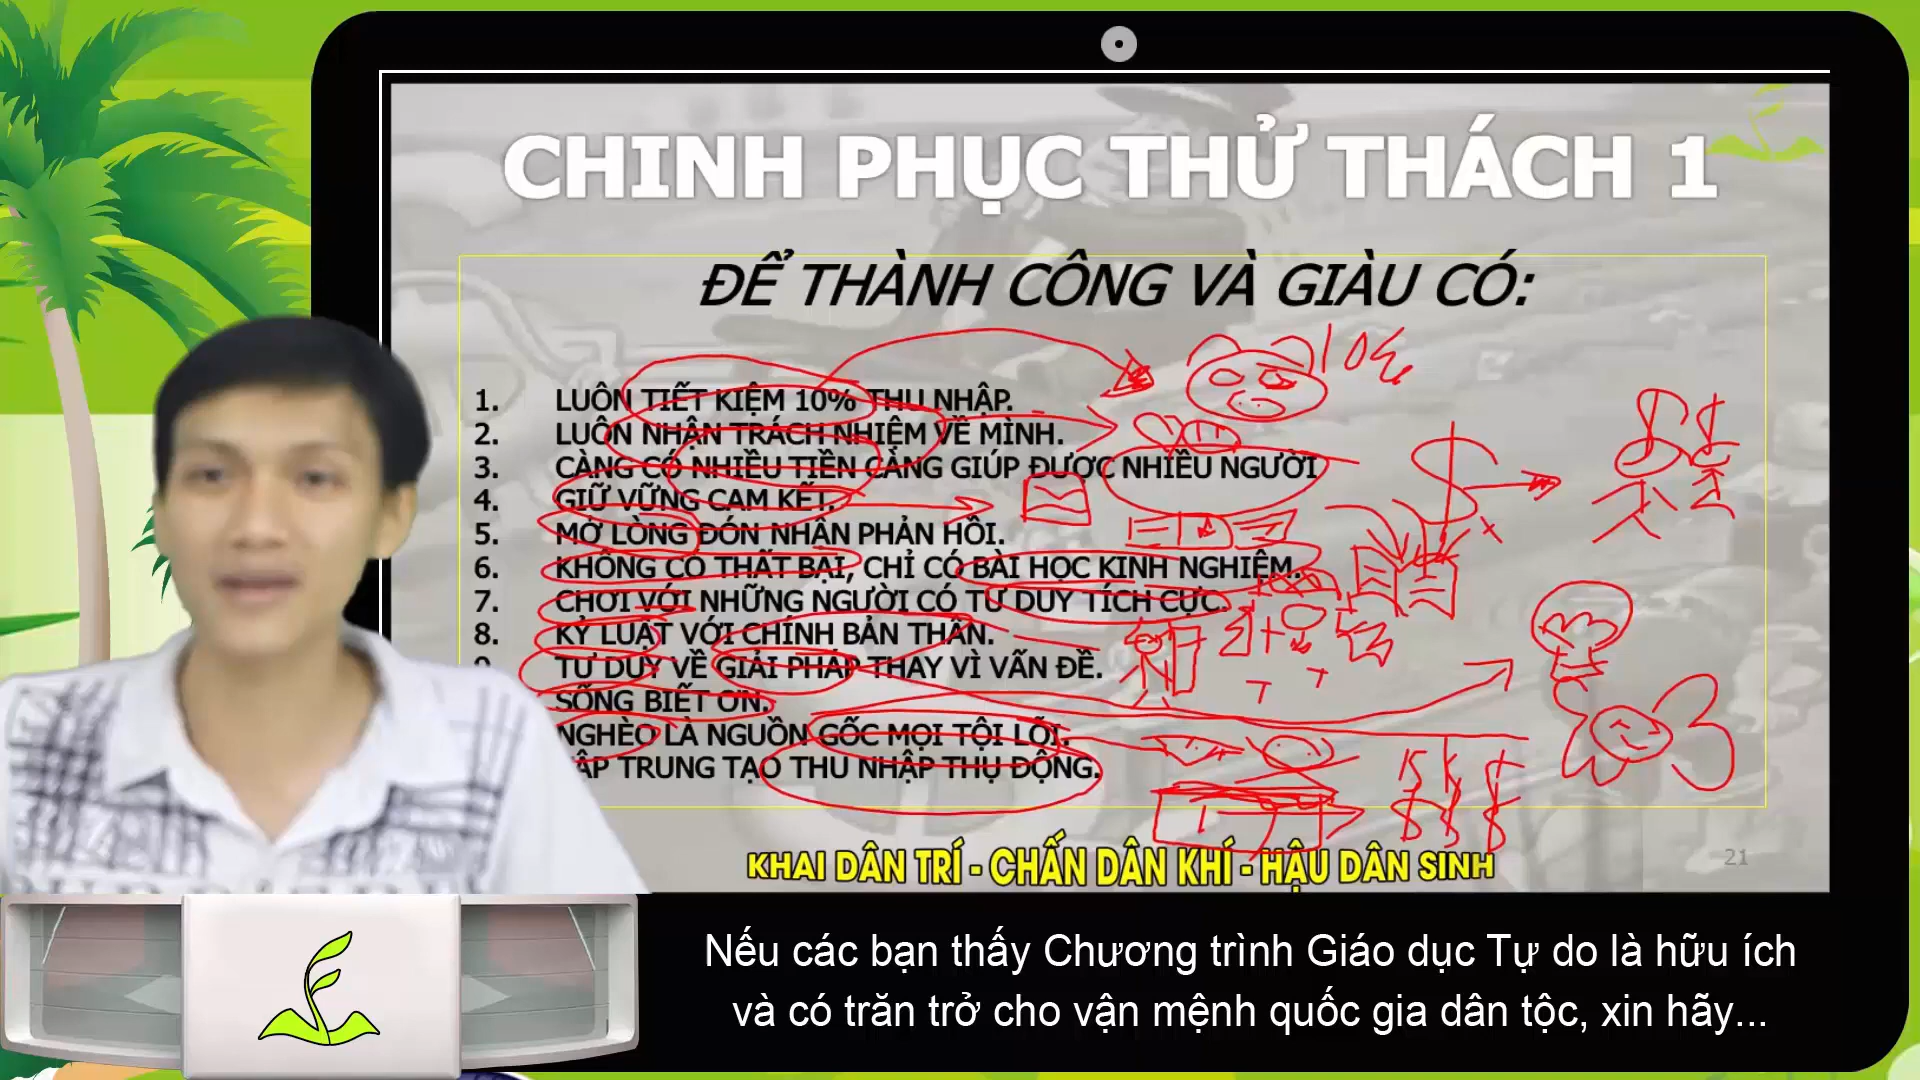 CHINH PHỤC THỬ THÁCH 1
ĐỂ THÀNH CÔNG VÀ GIÀU CÓ:
1. LUÔN TIẾT KIỆM 10% THU NHẬP.
10%
2. LUÔN NHẬN TRÁCH NHIỆM VỀ MÌNH.
3. CÀNG CÓ NHIỀU TIỀN CÀNG GIÚP ĐƯỢC NHIỀU NGƯỜI
4. GIỮ VỮNG CAM KẾT.
5. MỞ LÒNG ĐÓN NHẬN PHẢN HỒI.
6. KHÔNG CÓ THẤT BẠI, CHỈ CÓ BÀI HỌC KINH NGHIỆM.
7. CHƠI VỚI NHỮNG NGƯỜI CÓ TƯ DUY TÍCH CỰC.
8. KỶ LUẬT VỚI CHÍNH BẢN THÂN.
TƯ DUY VỀ GIẢI PHÁP THAY VÌ VẤN ĐỀ.
SỐNG BIẾT ƠN.
NGHÈO LÀ NGUỒN GỐC MỌI TỘI LỖI.
TRUNG TẠO THU NHẬP THỤ ĐỘNG.
KHAI DÂN TRÍ - CHẤN DÂN KHÍ - HẬU DÂN SINH
21
Nếu các bạn thấy Chương trình Giáo dục Tự do là hữu ích
và có trăn trở cho vận mệnh quốc gia dân tộc, xin hãy...